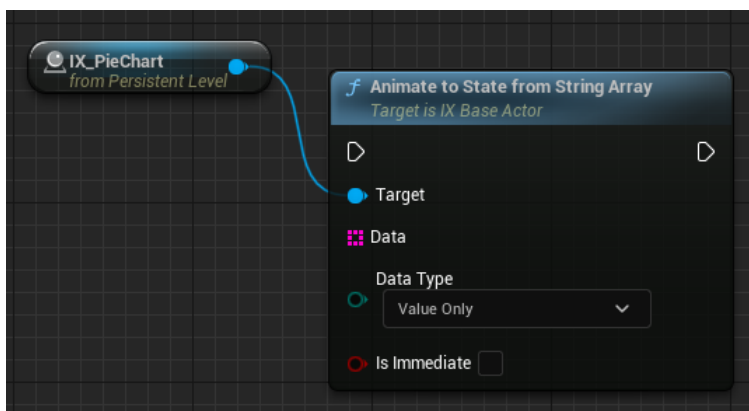 IX_PieChart
from Persistent Level
f Animate to State from String Array
Target is IX Base Actor
Target
Data
Data Type
Value Only
Is Immediate